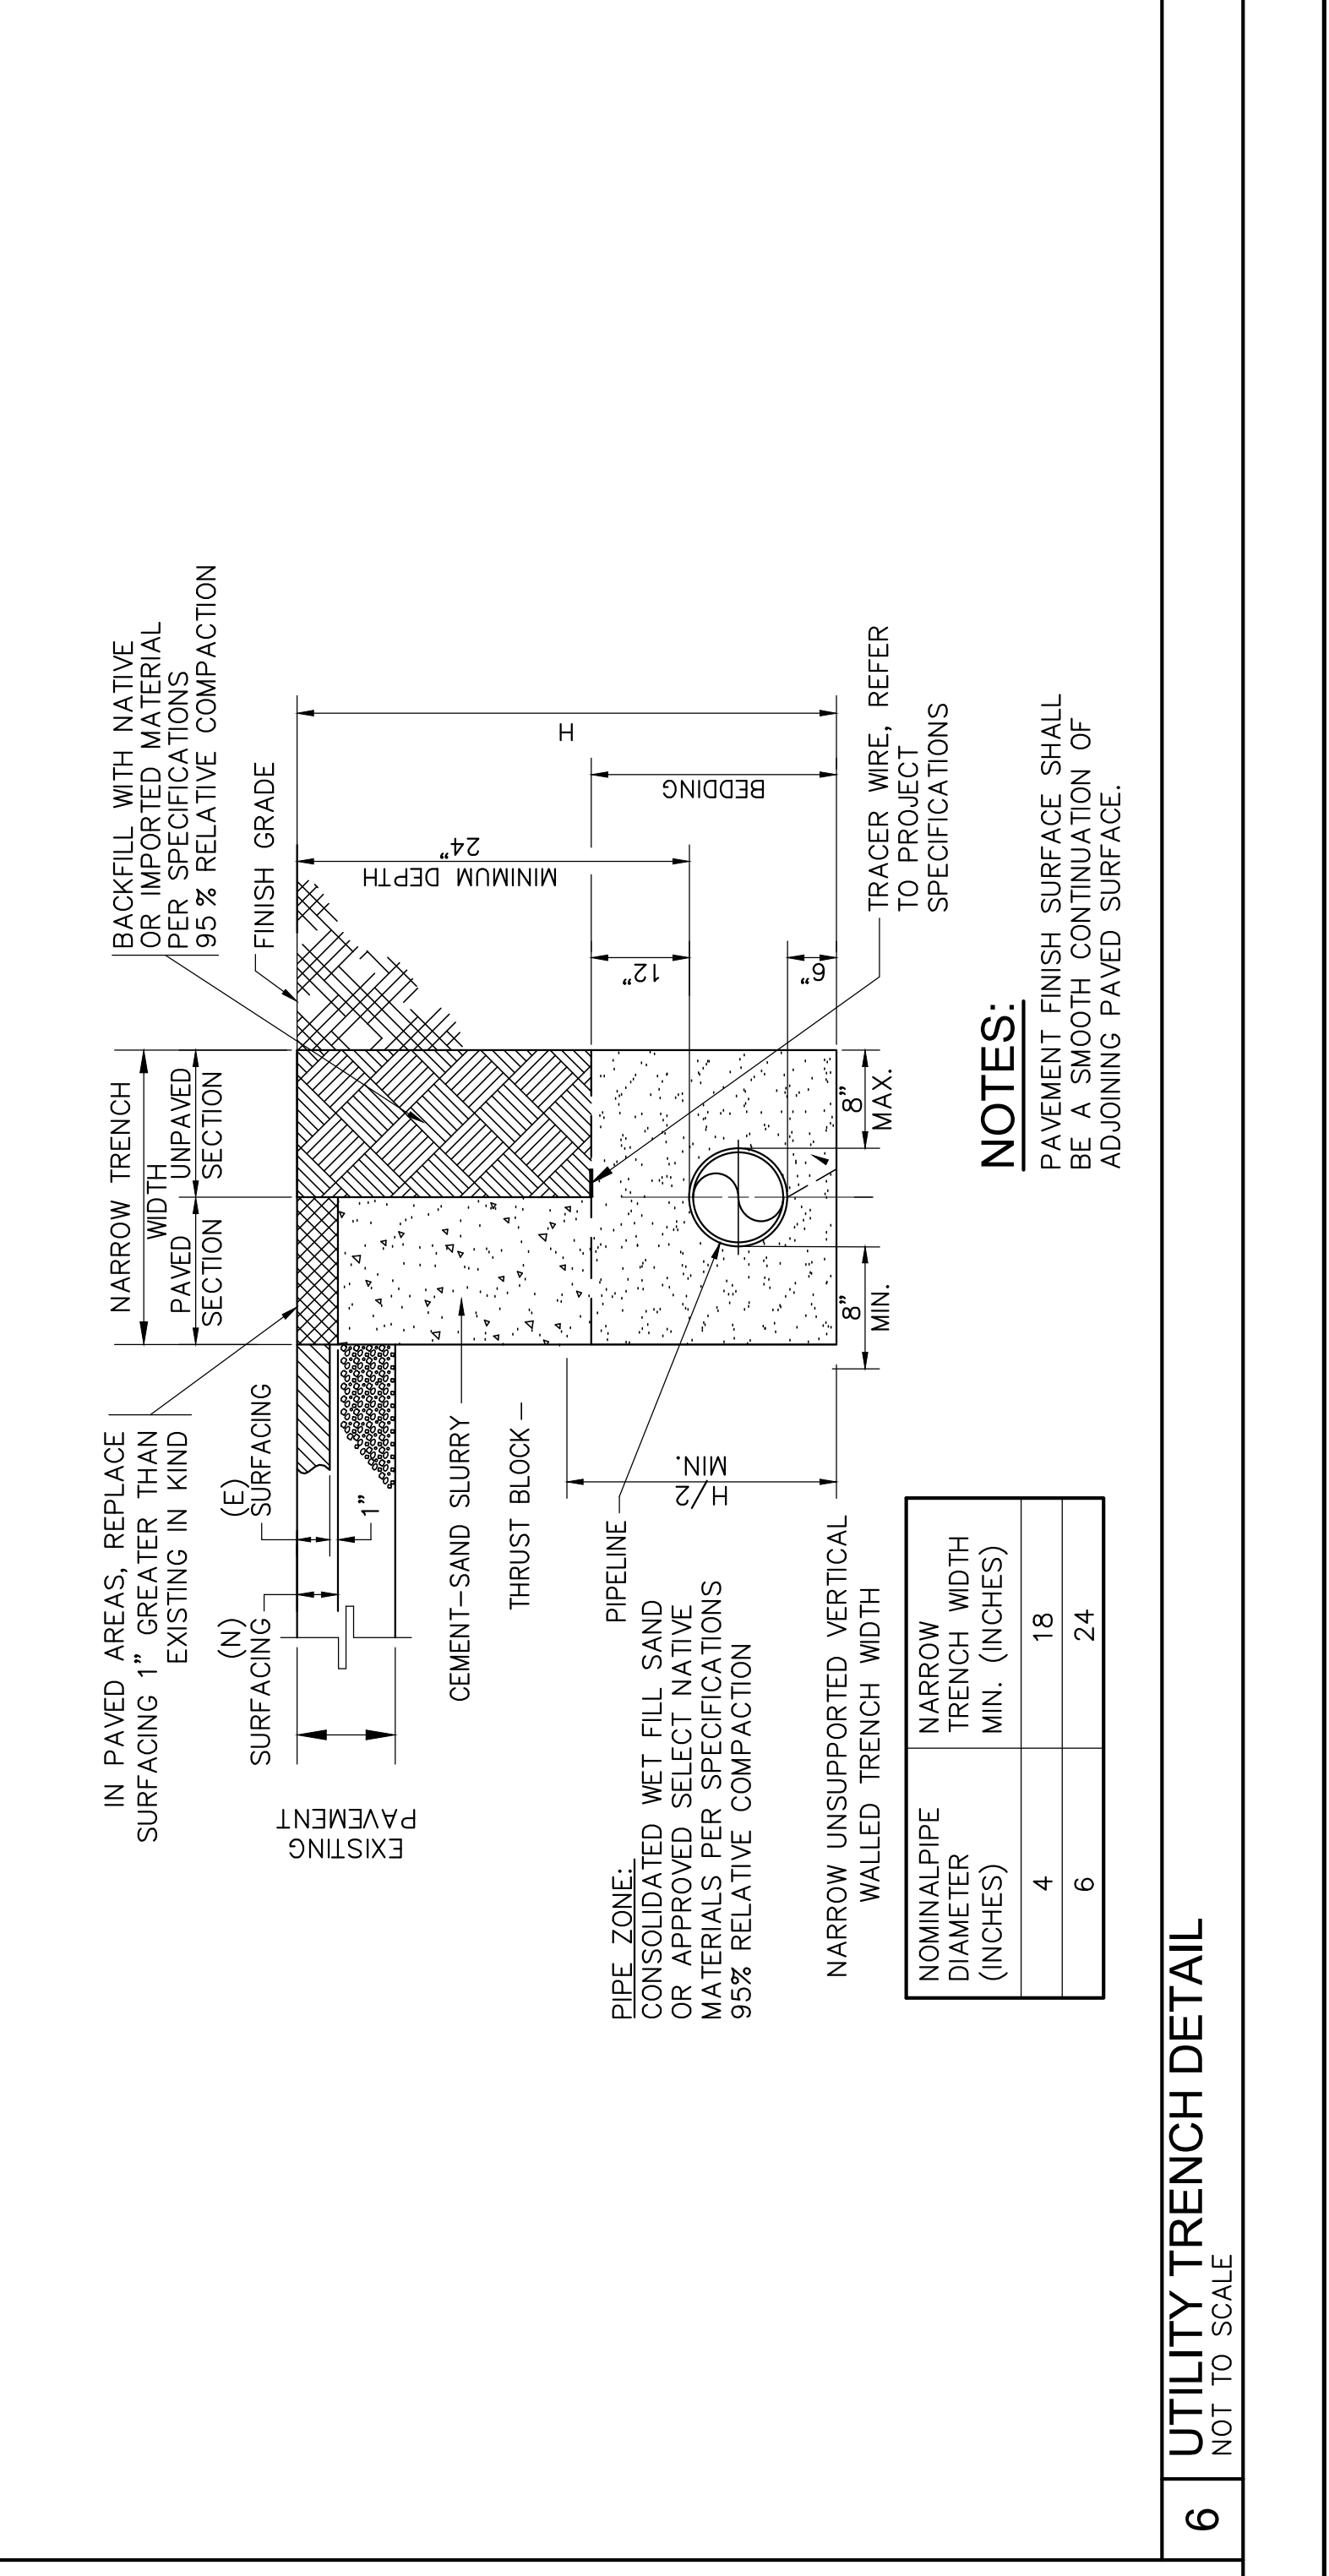 IN PAVED AREAS, REPLACE
SURFACING 1" GREATER THAN
EXISTING IN KIND
NARROW TRENCH
WIDTH
PAVED
SECTION
UNPAVED
SECTION
BACKFILL WITH NATIVE
OR IMPORTED MATERIAL
PER SPECIFICATIONS
95 % RELATIVE COMPACTION
FINISH GRADE
(N)
SURFACING
(E)
SURFACING
1"
EXISTING
PAVEMENT
CEMENT-SAND SLURRY
THRUST BLOCK
PIPELINE
H/2
MIN.
24"
MINIMUM DEPTH
H
BEDDING
12"
6"
8"
MIN.
8"
MAX.
TRACER WIRE, REFER
TO PROJECT
SPECIFICATIONS
PIPE ZONE:
CONSOLIDATED WET FILL SAND
OR APPROVED SELECT NATIVE
MATERIALS PER SPECIFICATIONS
95% RELATIVE COMPACTION
NARROW UNSUPPORTED VERTICAL
WALLED TRENCH WIDTH
NOMINALPIPE
DIAMETER
(INCHES)
NARROW
TRENCH WIDTH
MIN. (INCHES)
4 18
6 24
NOTES:
PAVEMENT FINISH SURFACE SHALL
BE A SMOOTH CONTINUATION OF
ADJOINING PAVED SURFACE.
6
UTILITY TRENCH DETAIL
NOT TO SCALE